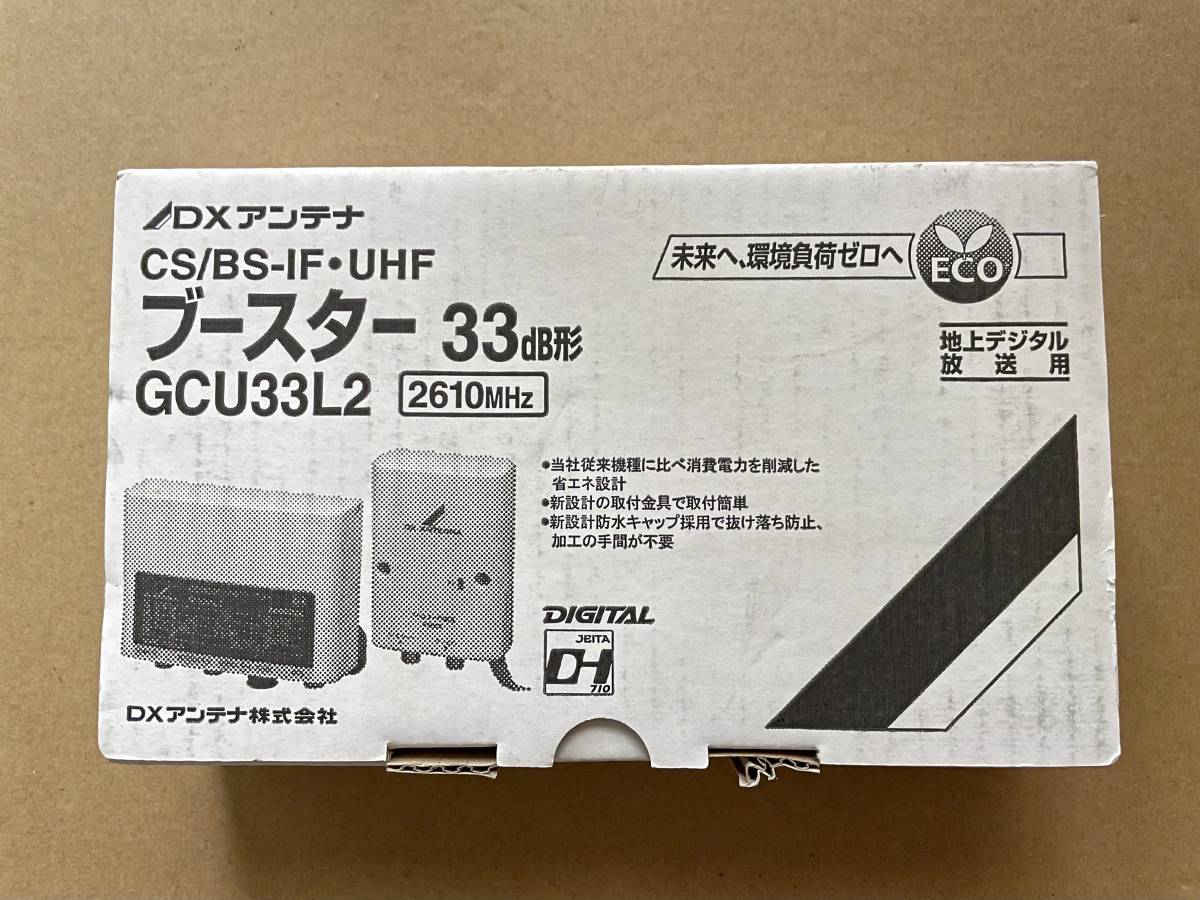 DXアンテナ
CS/BS-IF•UHF
ブースター 33dB形
GCU33L2 2610MHz
未来へ、環境負荷ゼロへ
ECO
地上デジタル
放送用
•当社従来機種に比べ消費電力を削減した
省エネ設計
•新設計の取付金具で取付簡単
•新設計防水キャップ採用で抜け落ち防止、
加工の手間が不要
DX ANTENNA
DIGITAL
JEITA
DH
710
DXアンテナ株式会社